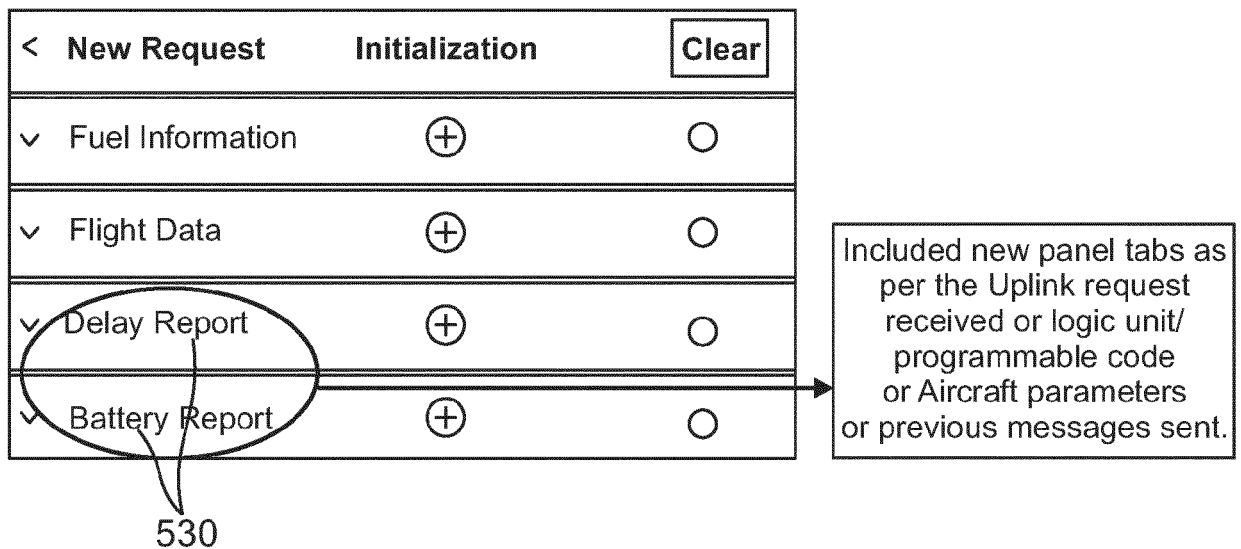 < New Request Initialization Clear
Fuel Information
Flight Data
Delay Report
Battery Report
Included new panel tabs as
per the Uplink request
received or logic unit/
programmable code
or Aircraft parameters
or previous messages sent.
530